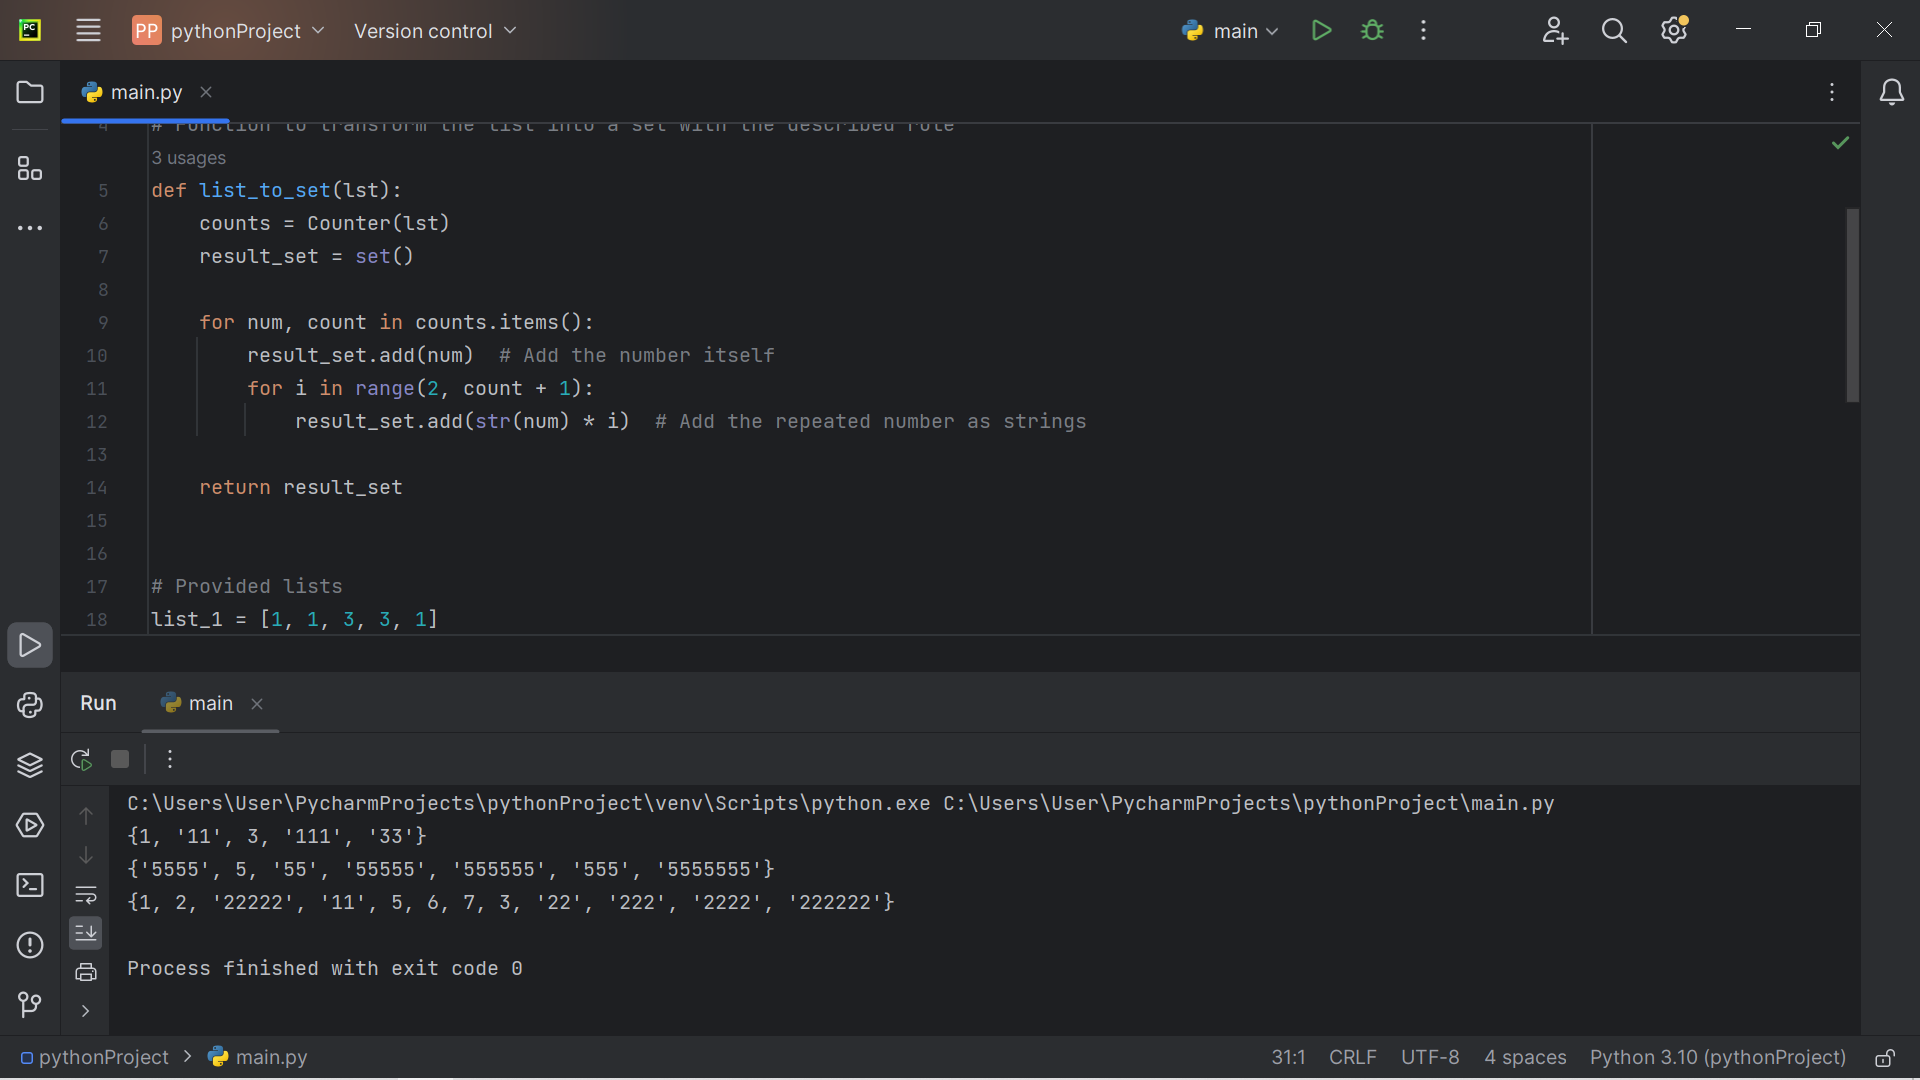 PC
PP pythonProject Version control main
main.py
4 # Function to transform the list into a set with the described rule
3 usages
5 def list_to_set(lst):
6 counts = Counter(lst)
7 result_set = set()
8
9 for num, count in counts.items():
10 result_set.add(num)  # Add the number itself
11 for i in range(2, count + 1):
12 result_set.add(str(num) * i)  # Add the repeated number as strings
13
14 return result_set
15
16
17 # Provided lists
18 list_1 = [1, 1, 3, 3, 1]
Run main
C:\Users\User\PycharmProjects\pythonProject\venv\Scripts\python.exe C:\Users\User\PycharmProjects\pythonProject\main.py
{1, '11', 3, '111', '33'}
{'5555', 5, '55', '55555', '555555', '555', '5555555'}
{1, 2, '22222', '11', 5, 6, 7, 3, '22', '222', '2222', '222222'}
Process finished with exit code 0
pythonProject > main.py 31:1 CRLF UTF-8 4 spaces Python 3.10 (pythonProject)